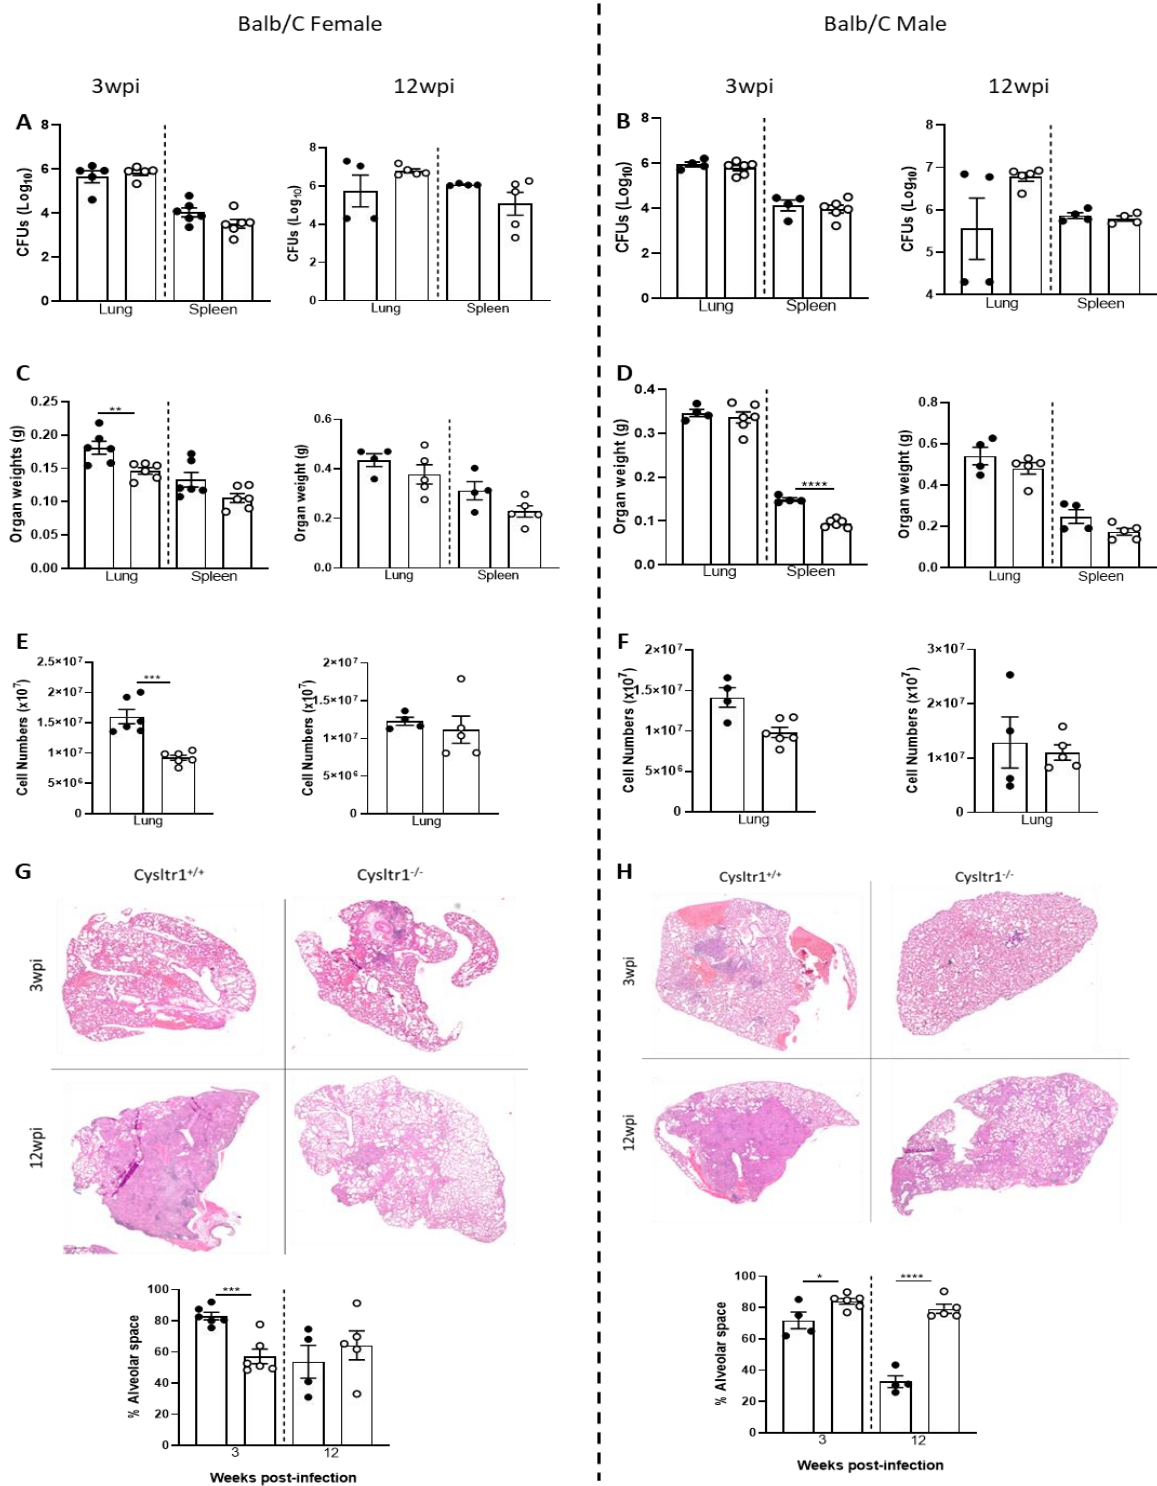 Balb/C Female
Balb/C Male
3wpi
12wpi
3wpi
12wpi
A
CFUs (Log10)
8
6
4
2
0
Lung
Spleen
CFUs (Log10)
8
6
4
2
0
Lung
Spleen
B
CFUs (Log10)
8
6
4
2
0
Lung
Spleen
CFUs (Log10)
8
7
6
5
4
Lung
Spleen
C
Organ weights (g)
0.25
0.20
0.15
0.10
0.05
0.00
**
Lung
Spleen
Organ weight (g)
0.6
0.4
0.2
0.0
Lung
Spleen
D
Organ weight (g)
0.4
0.3
0.2
0.1
0.0
****
Lung
Spleen
Organ weight (g)
0.8
0.6
0.4
0.2
0.0
Lung
Spleen
E
Cell Numbers (x10⁷)
2.5×10⁷
2×10⁷
1.5×10⁷
1×10⁷
5×10⁶
0
***
Lung
Cell Numbers (x10⁷)
2×10⁷
1.5×10⁷
1×10⁷
5×10⁶
0
Lung
F
Cell Numbers (x10⁷)
2×10⁷
1.5×10⁷
1×10⁷
5×10⁶
0
Lung
Cell Numbers (x10⁷)
3×10⁷
2×10⁷
1×10⁷
0
Lung
G
Cysltr1+/+
Cysltr1-/-
3wpi
12wpi
% Alveolar space
100
80
60
40
20
0
***
3
12
Weeks post-infection
H
Cysltr1+/+
Cysltr1-/-
3wpi
12wpi
% Alveolar space
100
80
60
40
20
0
*
****
3
12
Weeks post-infection